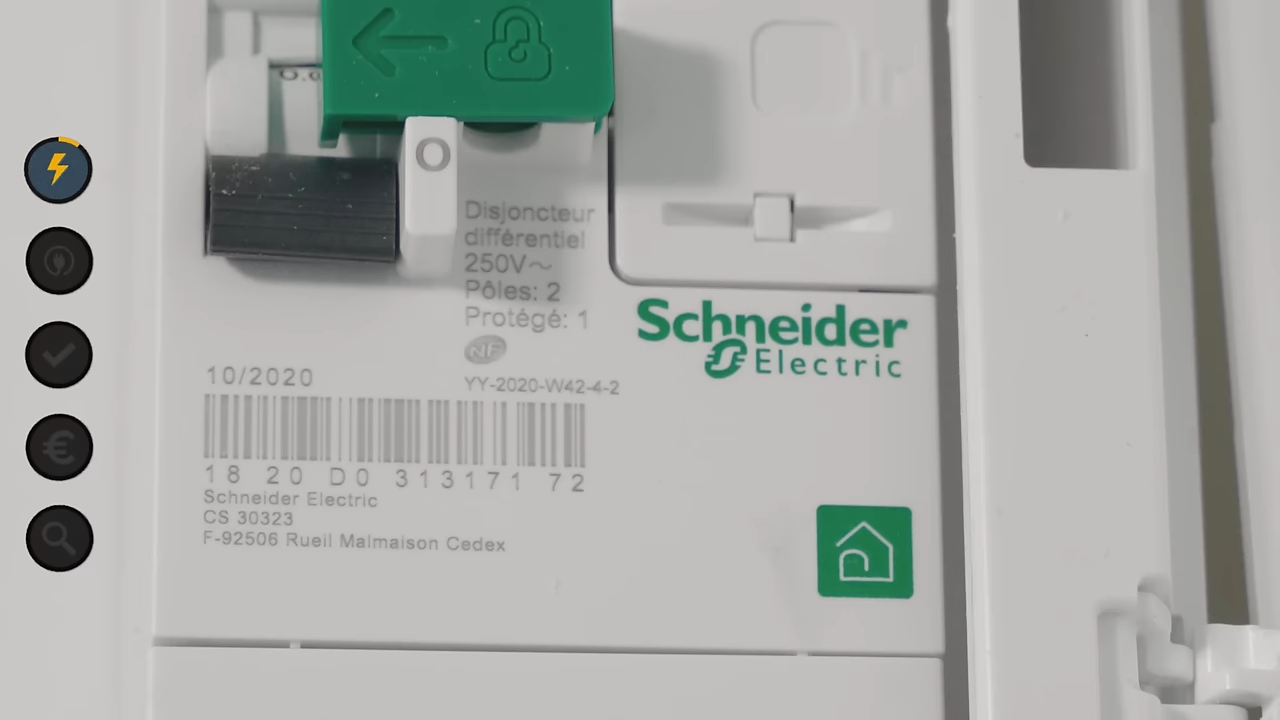 O
Disjoncteur
différentiel
250V~
Pôles: 2
Protégé: 1
NF
Schneider
Electric
10/2020
YY-2020-W42-4-2
18 20 D0 313171 72
Schneider Electric
CS 30323
F-92506 Rueil Malmaison Cedex